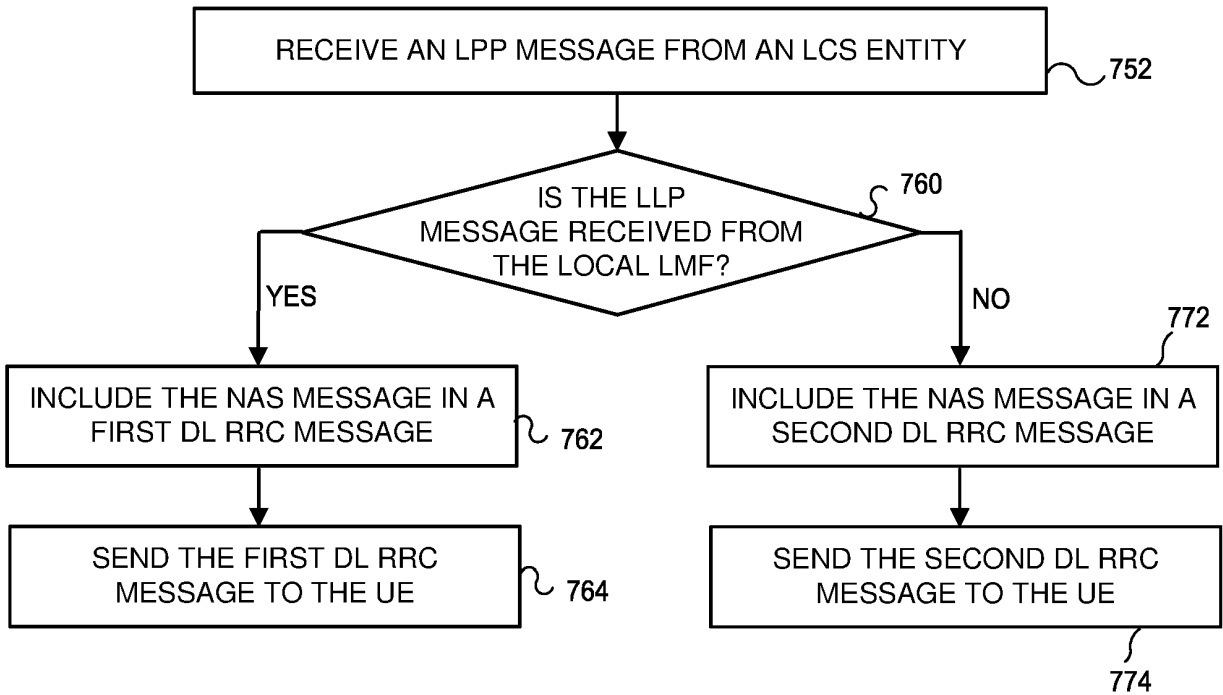 RECEIVE AN LPP MESSAGE FROM AN LCS ENTITY
752
IS THE LLP
MESSAGE RECEIVED FROM
THE LOCAL LMF?
760
YES
NO
772
INCLUDE THE NAS MESSAGE IN A
FIRST DL RRC MESSAGE
762
INCLUDE THE NAS MESSAGE IN A
SECOND DL RRC MESSAGE
SEND THE FIRST DL RRC
MESSAGE TO THE UE
764
SEND THE SECOND DL RRC
MESSAGE TO THE UE
774